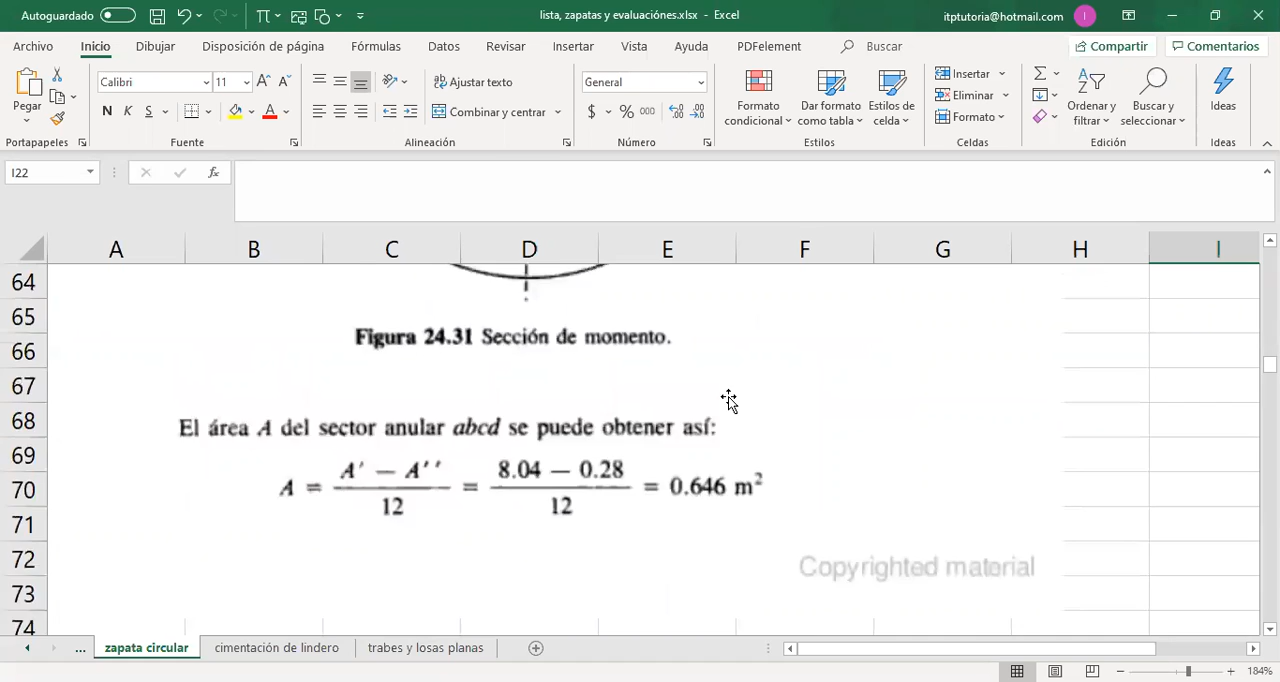 Autoguardado
lista, zapatas y evaluaciónes.xlsx - Excel
itptutoria@hotmail.com
I
Archivo Inicio Dibujar Disposición de página Fórmulas Datos Revisar Insertar Vista Ayuda PDFelement Buscar Compartir Comentarios
Pegar
Calibri 11
N K S
Ajustar texto
Combinar y centrar
General
$ % 000
Formato condicional
Dar formato como tabla
Estilos de celda
Insertar
Eliminar
Formato
Ordenar y filtrar
Buscar y seleccionar
Ideas
Portapapeles Fuente Alineación Número Estilos Celdas Edición Ideas
I22 fx
A B C D E F G H I
64
65
Figura 24.31 Sección de momento.
66
67
68
El área A del sector anular abcd se puede obtener así:
69
A = (A' − A'')/12 = (8.04 − 0.28)/12 = 0.646 m²
70
71
72
Copyrighted material
73
74
... zapata circular cimentación de lindero trabes y losas planas
184%